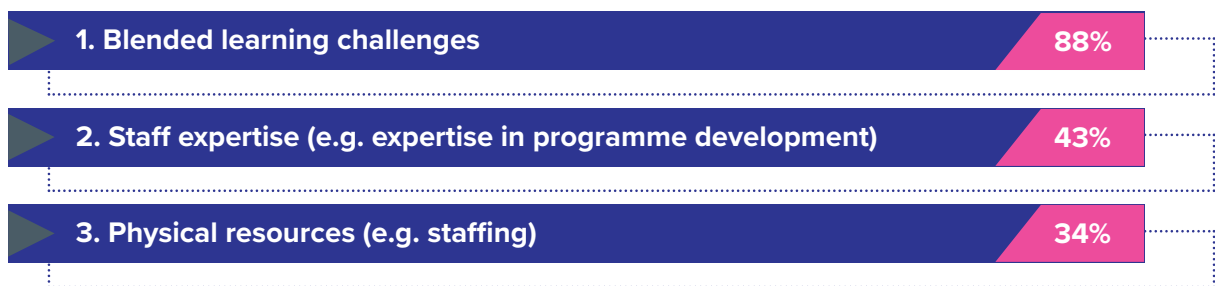 1. Blended learning challenges 88%
2. Staff expertise (e.g. expertise in programme development) 43%
3. Physical resources (e.g. staffing) 34%